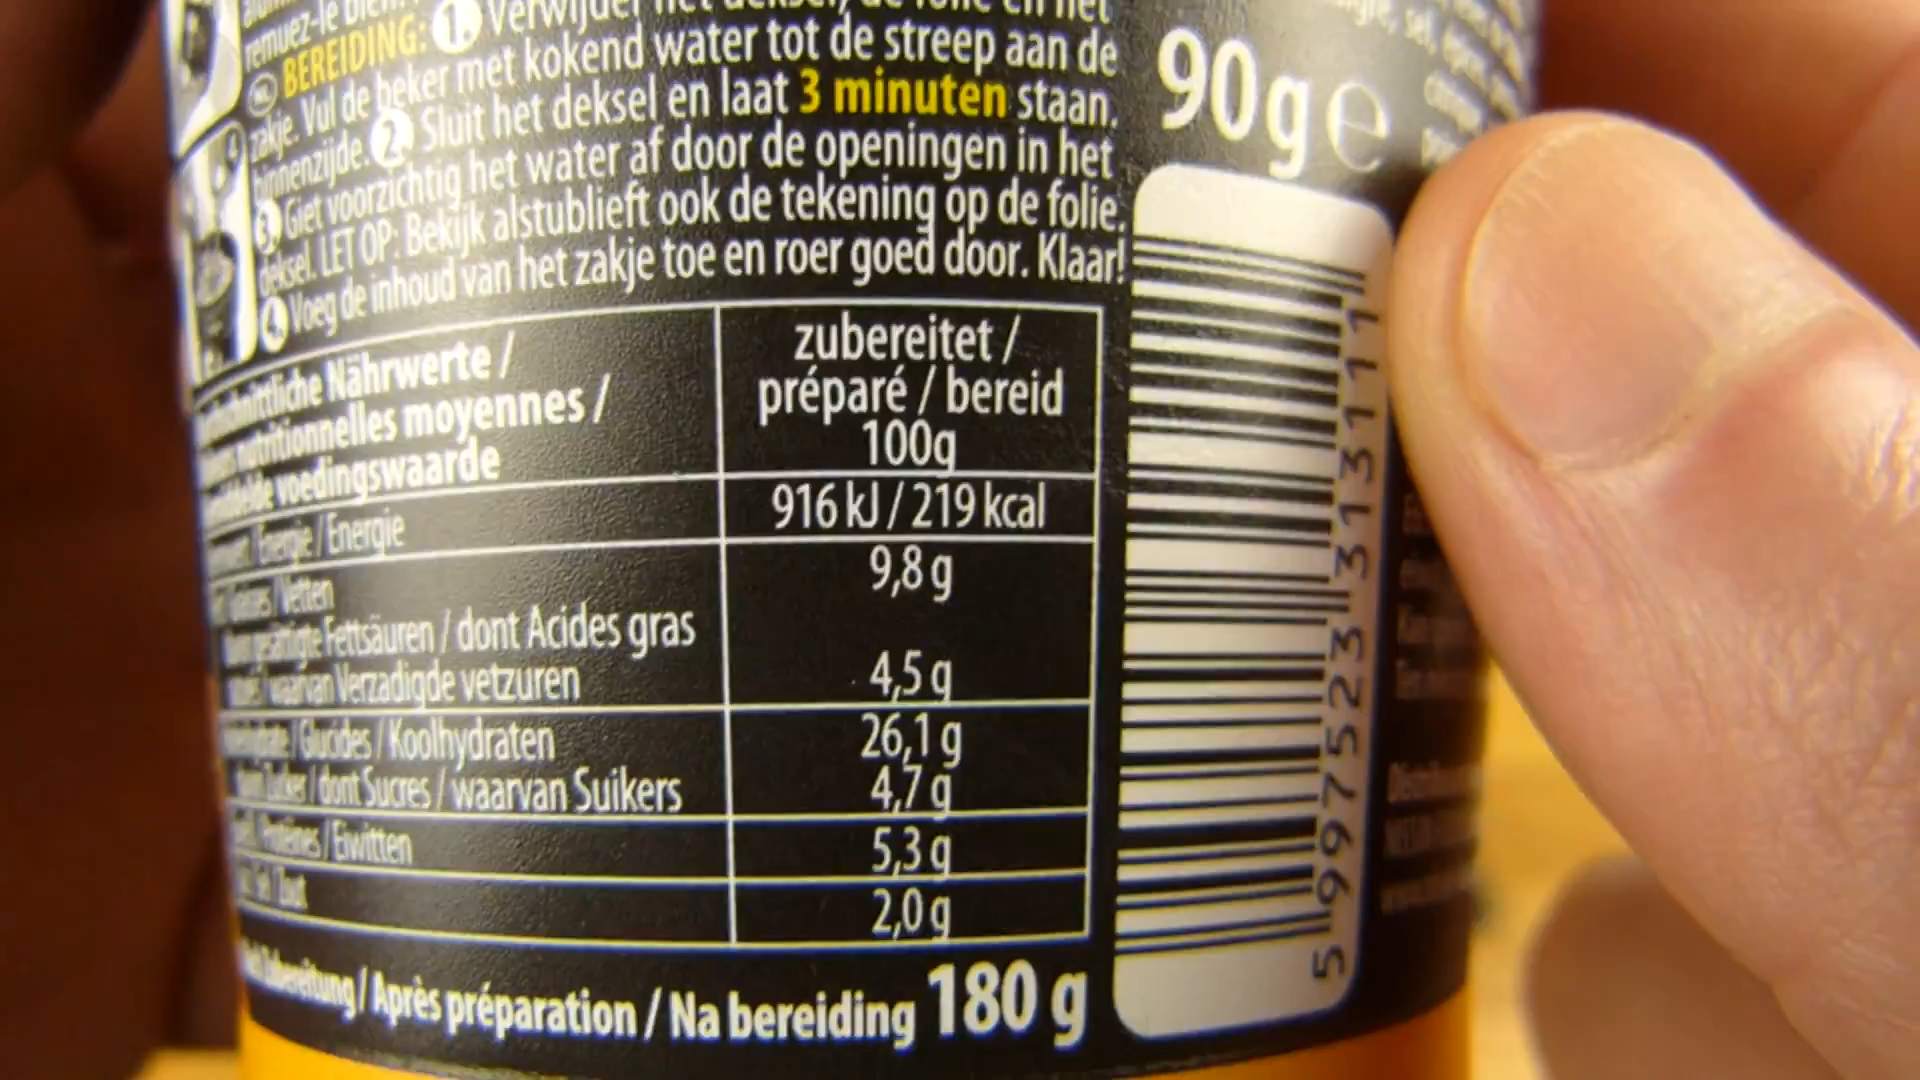 remuez-le
BEREIDING: 1. Verwijder het deksel, de folie en het
zakje. Vul de beker met kokend water tot de streep aan de
binnenzijde. 2 Sluit het deksel en laat 3 minuten staan.
3 Giet voorzichtig het water af door de openingen in het
deksel. LET OP: Bekijk alstublieft ook de tekening op de folie.
4 Voeg de inhoud van het zakje toe en roer goed door. Klaar!
90g e
Nährwerte /
nutritionnelles moyennes /
voedingswaarde
zubereitet /
préparé / bereid
100g
/ Energie / Energie
916 kJ / 219 kcal
/ Vetten
9,8 g
Fettsäuren / dont Acides gras
/ waarvan Verzadigde vetzuren
4,5 g
/ Glucides / Koolhydraten
26,1 g
Zucker / dont Sucres / waarvan Suikers
4,7 g
Protéines / Eiwitten
5,3 g
Zout
2,0 g
/ Après préparation / Na bereiding 180 g
5 997523 313111